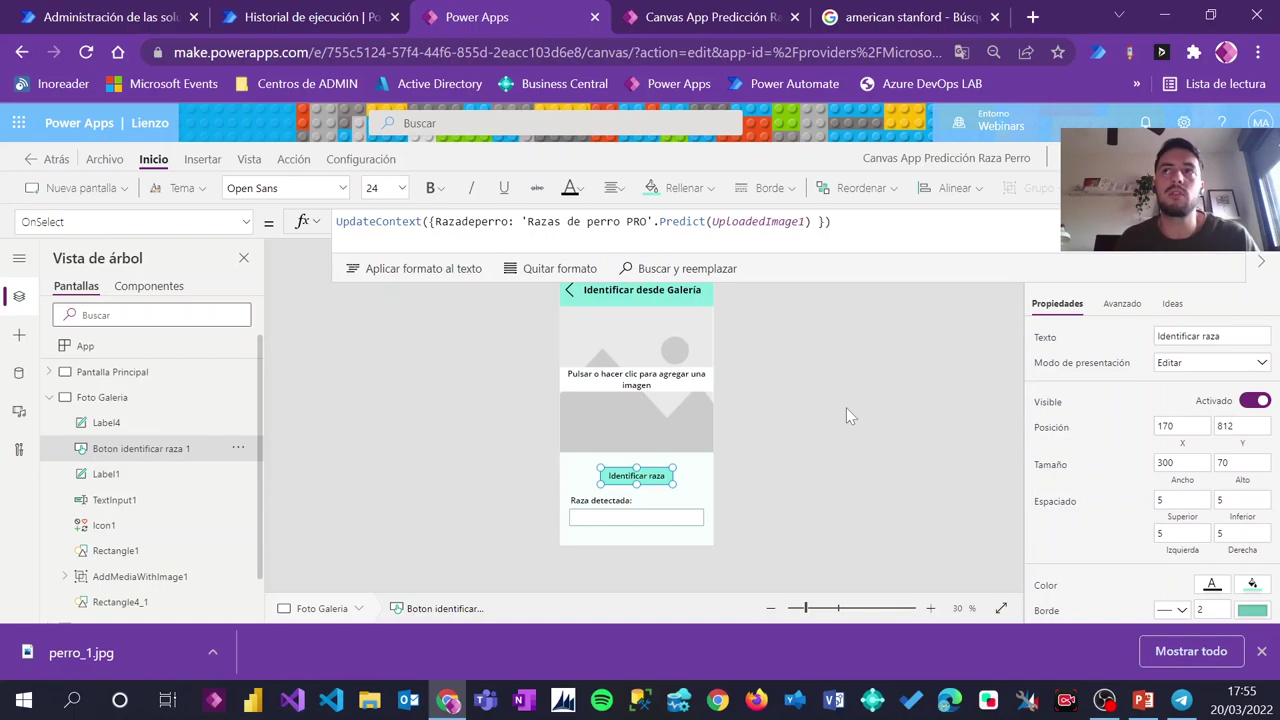 Administración de las solu
Historial de ejecución | Po
Power Apps
Canvas App Predicción Ra
american stanford - Búsq
make.powerapps.com/e/755c5124-57f4-44f6-855d-2eacc103d6e8/canvas/?action=edit&app-id=%2Fproviders%2FMicroso...
Inoreader
Microsoft Events
Centros de ADMIN
Active Directory
Business Central
Power Apps
Power Automate
Azure DevOps LAB
»
Lista de lectura
Power Apps | Lienzo
Buscar
Entorno
Webinars
MA
Atrás
Archivo
Inicio
Insertar
Vista
Acción
Configuración
Canvas App Predicción Raza Perro
Nueva pantalla
Tema
Open Sans
24
B
Rellenar
Borde
Reordenar
Alinear
Grupo
OnSelect
= fx
UpdateContext({Razadeperro: 'Razas de perro PRO'.Predict(UploadedImage1) })
Aplicar formato al texto
Quitar formato
Buscar y reemplazar
Vista de árbol
Pantallas
Componentes
Buscar
App
Pantalla Principal
Foto Galeria
Label4
Boton identificar raza 1
Label1
TextInput1
Icon1
Rectangle1
AddMediaWithImage1
Rectangle4_1
Identificar desde Galería
Pulsar o hacer clic para agregar una
imagen
Identificar raza
Raza detectada:
Propiedades
Avanzado
Ideas
Texto
Identificar raza
Modo de presentación
Editar
Visible
Activado
Posición
170
812
X
Y
Tamaño
300
70
Ancho
Alto
Espaciado
5
5
Superior
Inferior
5
5
Izquierda
Derecha
Color
Borde
2
Foto Galeria
Boton identificar...
30 %
perro_1.jpg
Mostrar todo
17:55
20/03/2022